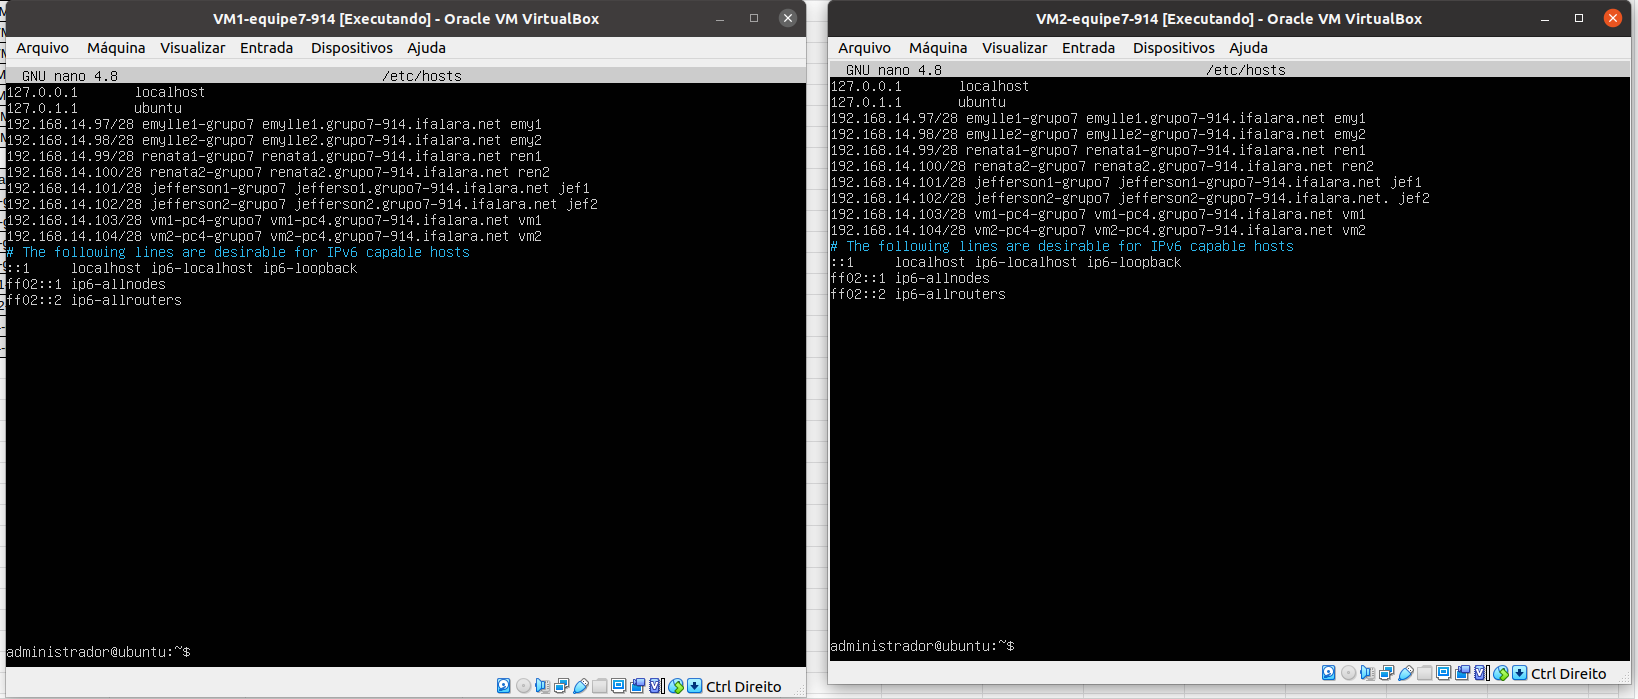 VM1-equipe7-914 [Executando] - Oracle VM VirtualBox
Arquivo Máquina Visualizar Entrada Dispositivos Ajuda
GNU nano 4.8 /etc/hosts
127.0.0.1 localhost
127.0.1.1 ubuntu
192.168.14.97/28 emylle1-grupo7 emylle1.grupo7-914.ifalara.net emy1
192.168.14.98/28 emylle2-grupo7 emylle2.grupo7-914.ifalara.net emy2
192.168.14.99/28 renata1-grupo7 renata1.grupo7-914.ifalara.net ren1
192.168.14.100/28 renata2-grupo7 renata2.grupo7-914.ifalara.net ren2
192.168.14.101/28 jefferson1-grupo7 jefferso1.grupo7-914.ifalara.net jef1
192.168.14.102/28 jefferson2-grupo7 jefferson2.grupo7-914.ifalara.net jef2
192.168.14.103/28 vm1-pc4-grupo7 vm1-pc4.grupo7-914.ifalara.net vm1
192.168.14.104/28 vm2-pc4-grupo7 vm2-pc4.grupo7-914.ifalara.net vm2
# The following lines are desirable for IPv6 capable hosts
::1 localhost ip6-localhost ip6-loopback
ff02::1 ip6-allnodes
ff02::2 ip6-allrouters
administrador@ubuntu:~$
Ctrl Direito
VM2-equipe7-914 [Executando] - Oracle VM VirtualBox
Arquivo Máquina Visualizar Entrada Dispositivos Ajuda
GNU nano 4.8 /etc/hosts
127.0.0.1 localhost
127.0.1.1 ubuntu
192.168.14.97/28 emylle1-grupo7 emylle1.grupo7-914.ifalara.net emy1
192.168.14.98/28 emylle2-grupo7 emylle2-grupo7-914.ifalara.net emy2
192.168.14.99/28 renata1-grupo7 renata1-grupo7-914.ifalara.net ren1
192.168.14.100/28 renata2-grupo7 renata2.grupo7-914.ifalara.net ren2
192.168.14.101/28 jefferson1-grupo7 jefferson1-grupo7-914.ifalara.net jef1
192.168.14.102/28 jefferson2-grupo7 jefferson2-grupo7-914.ifalara.net. jef2
192.168.14.103/28 vm1-pc4-grupo7 vm1-pc4.grupo7-914.ifalara.net vm1
192.168.14.104/28 vm2-pc4-grupo7 vm2-pc4.grupo7-914.ifalara.net vm2
# The following lines are desirable for IPv6 capable hosts
::1 localhost ip6-localhost ip6-loopback
ff02::1 ip6-allnodes
ff02::2 ip6-allrouters
administrador@ubuntu:~$
Ctrl Direito